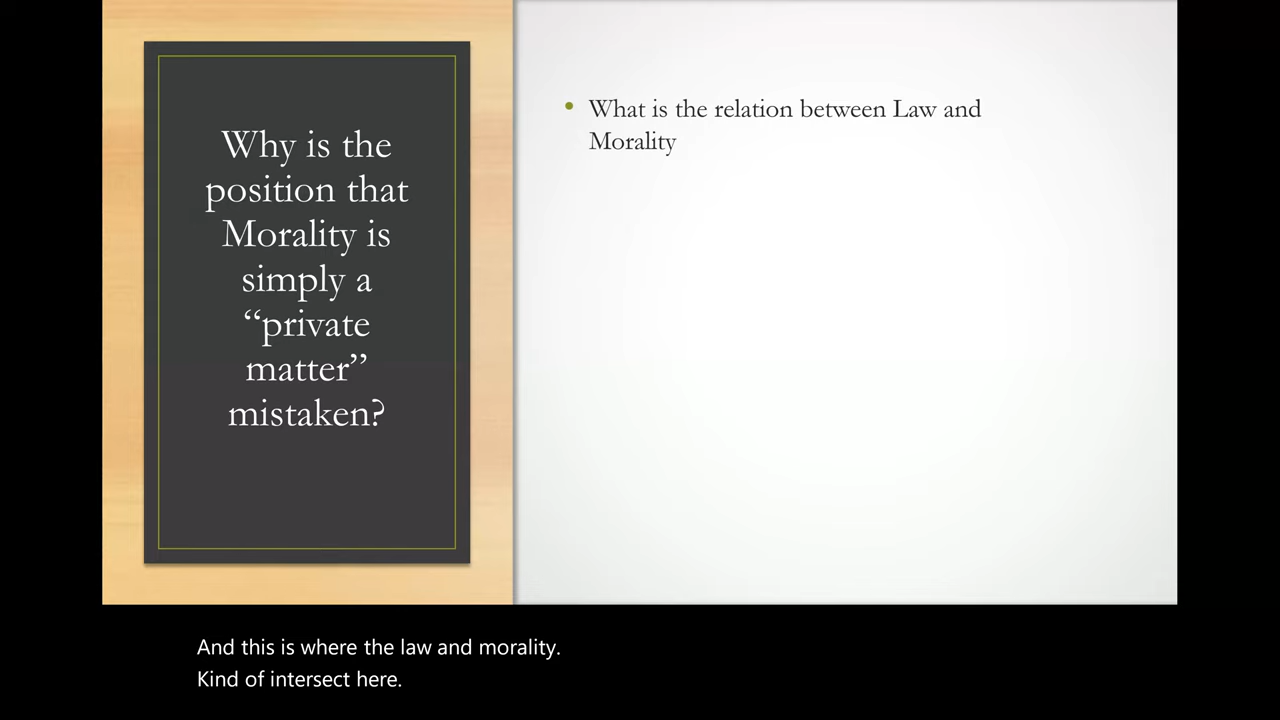 Why is the
position that
Morality is
simply a
“private
matter”
mistaken?
• What is the relation between Law and
Morality
And this is where the law and morality.
Kind of intersect here.